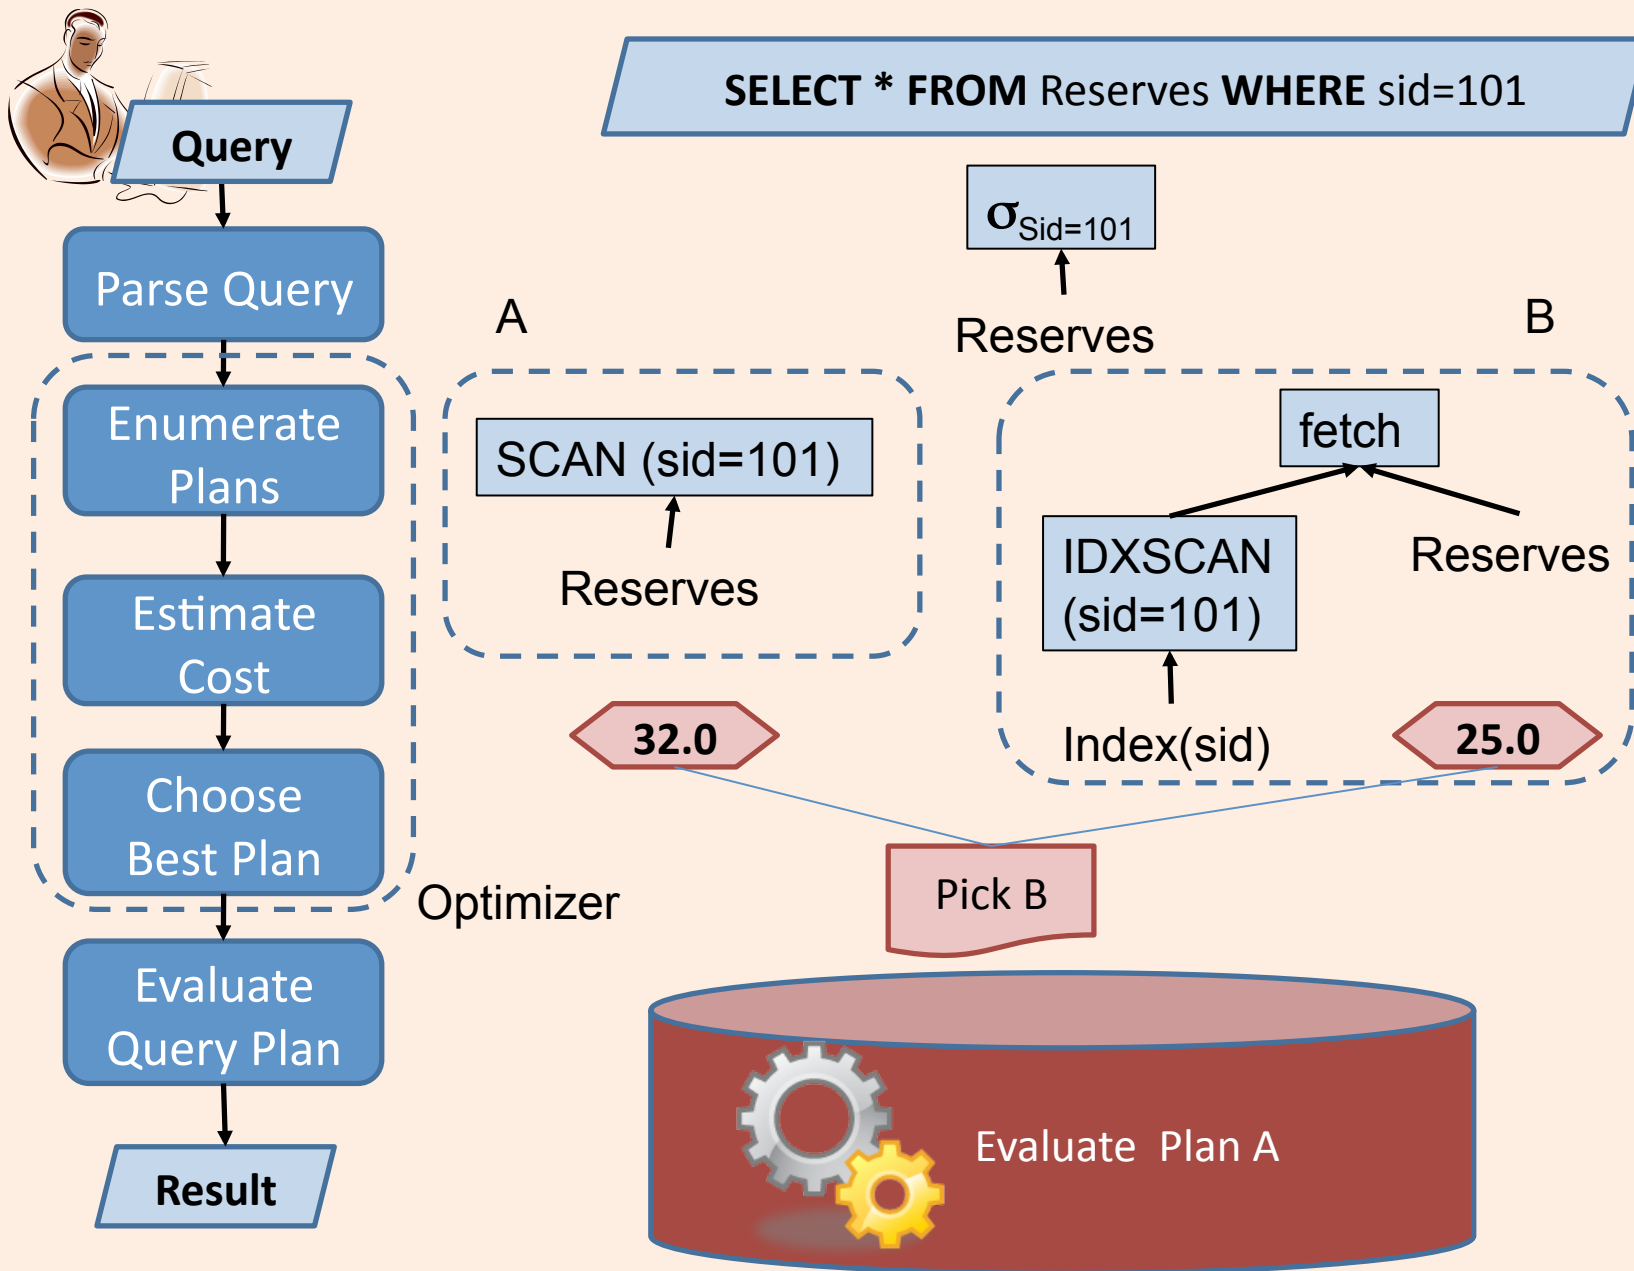 Query
Parse Query
Enumerate
Plans
Estimate
Cost
Choose
Best Plan
Optimizer
Evaluate
Query Plan
Result
SELECT * FROM Reserves WHERE sid=101
σSid=101
Reserves
A
SCAN (sid=101)
Reserves
32.0
B
fetch
IDXSCAN
(sid=101)
Reserves
Index(sid)
25.0
Pick B
Evaluate Plan A